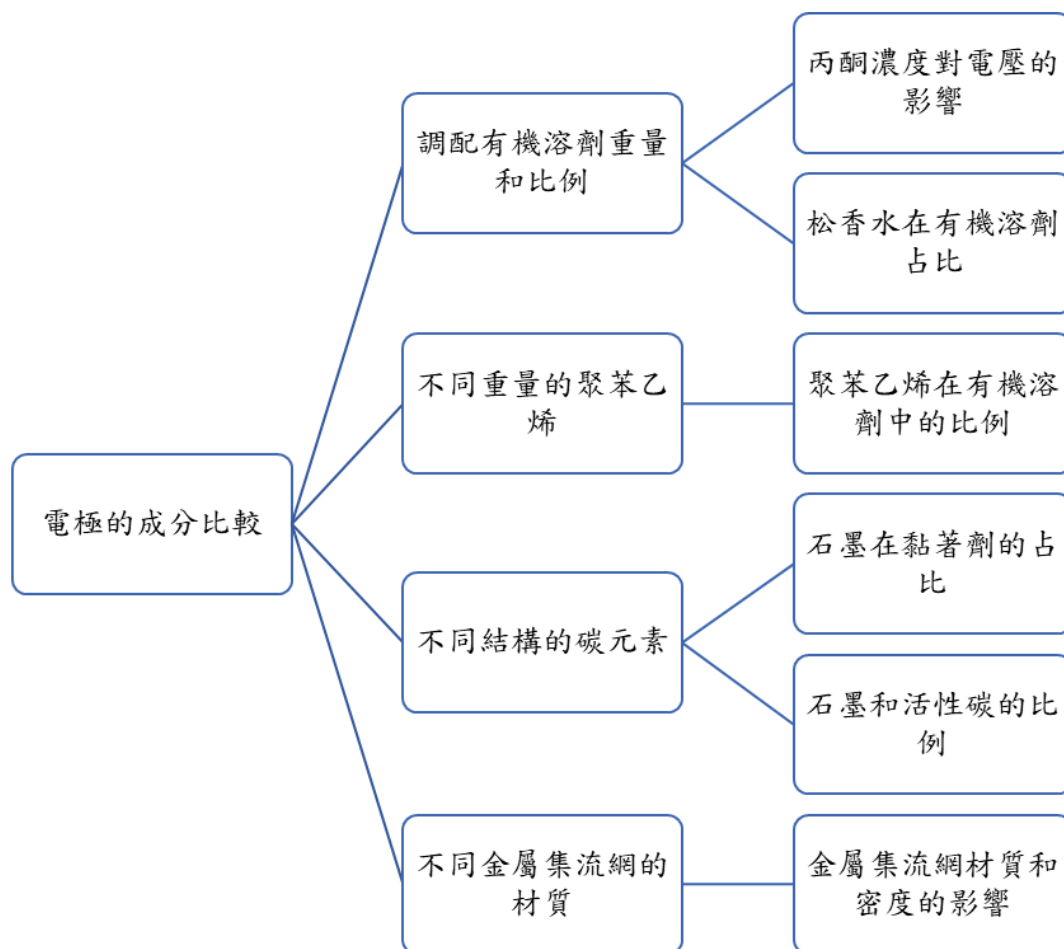 電極的成分比較
調配有機溶劑重量
和比例
丙酮濃度對電壓的
影響
松香水在有機溶劑
占比
不同重量的聚苯乙
烯
聚苯乙烯在有機溶
劑中的比例
不同結構的碳元素
石墨在黏著劑的占
比
石墨和活性碳的比
例
不同金屬集流網的
材質
金屬集流網材質和
密度的影響